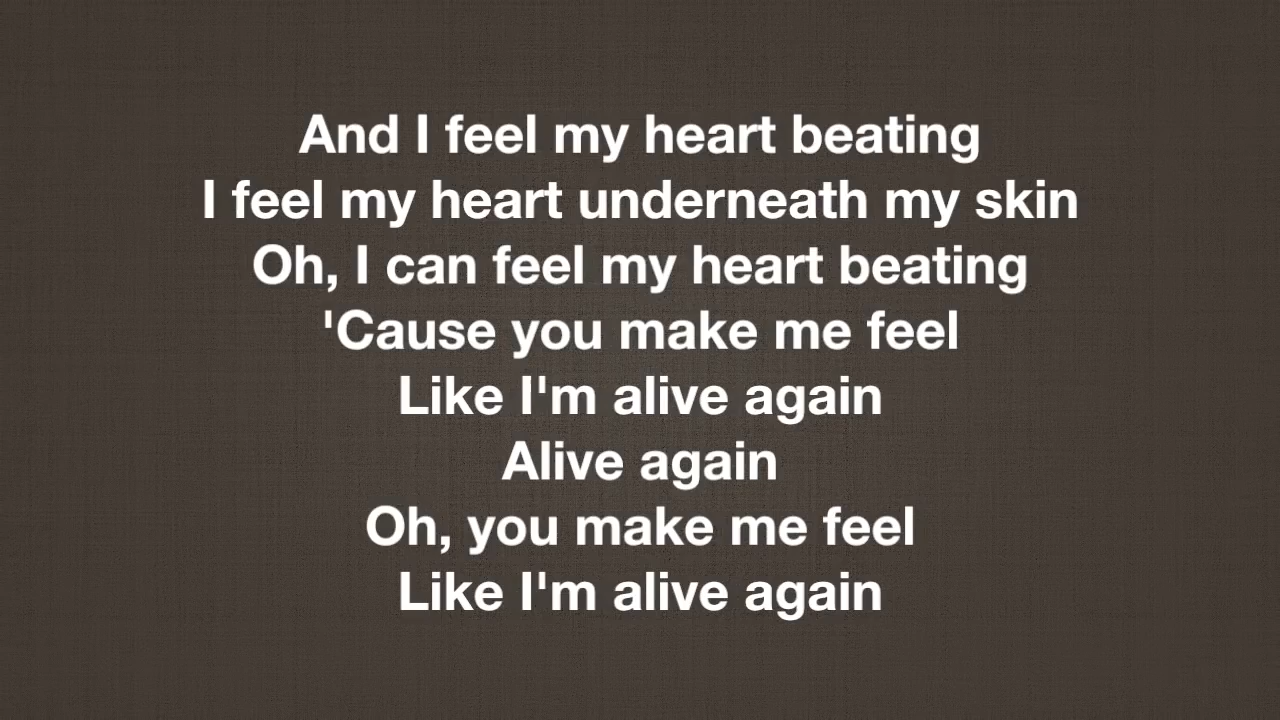 And I feel my heart beating
I feel my heart underneath my skin
Oh, I can feel my heart beating
'Cause you make me feel
Like I'm alive again
Alive again
Oh, you make me feel
Like I'm alive again